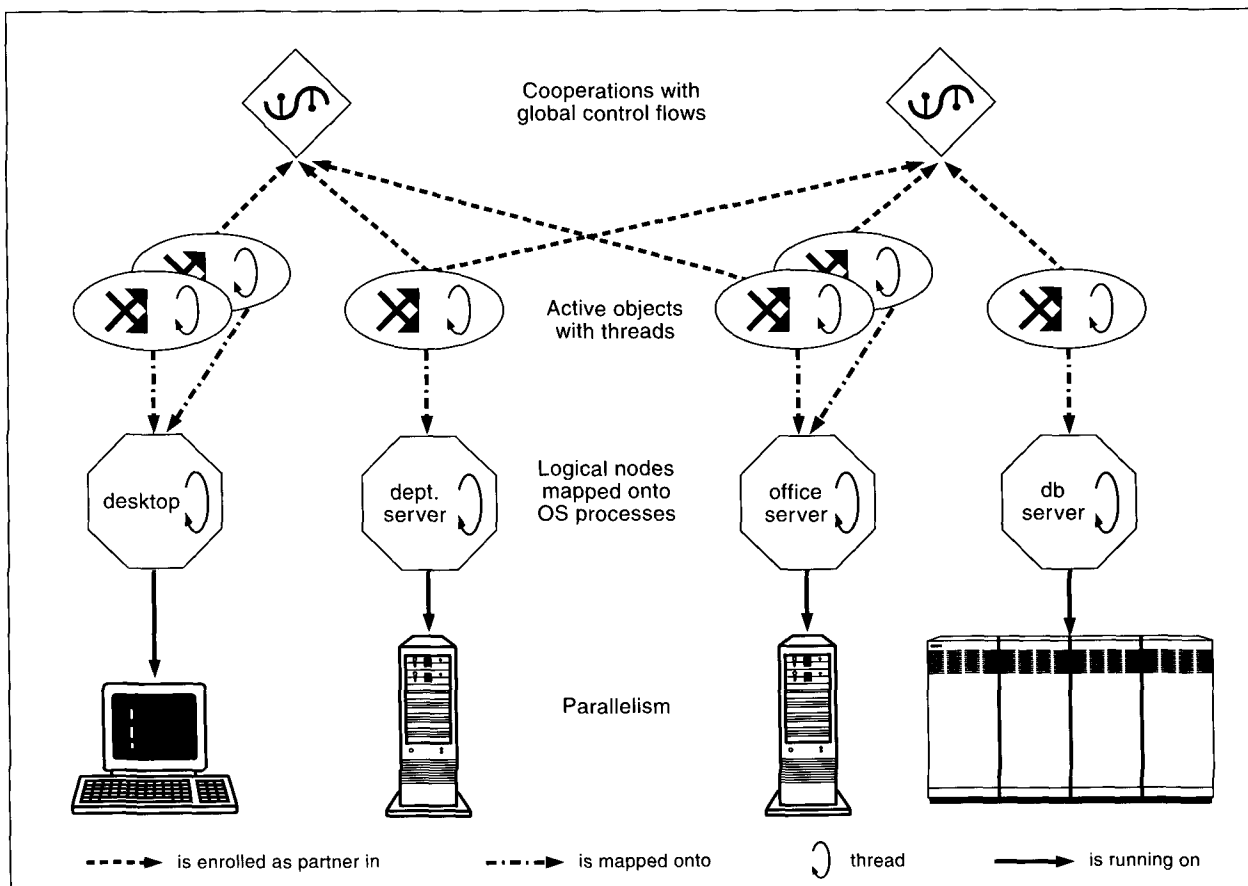 Cooperations with
global control flows
Active objects
with threads
Logical nodes
mapped onto
OS processes
desktop
dept.
server
office
server
db
server
Parallelism
is enrolled as partner in
is mapped onto
thread
is running on